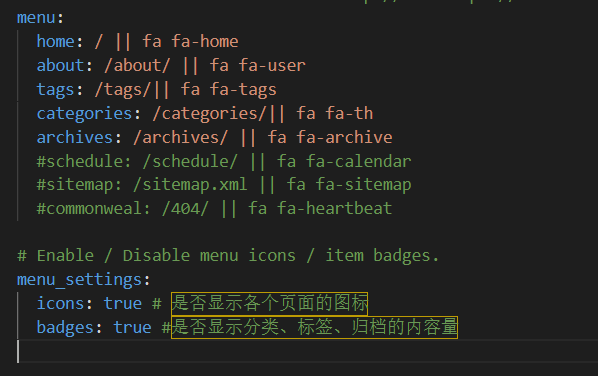 menu:
home: / || fa fa-home
about: /about/ || fa fa-user
tags: /tags/|| fa fa-tags
categories: /categories/|| fa fa-th
archives: /archives/ || fa fa-archive
#schedule: /schedule/ || fa fa-calendar
#sitemap: /sitemap.xml || fa fa-sitemap
#commonweal: /404/ || fa fa-heartbeat
# Enable / Disable menu icons / item badges.
menu_settings:
icons: true # 是否显示各个页面的图标
badges: true #是否显示分类、标签、归档的内容量